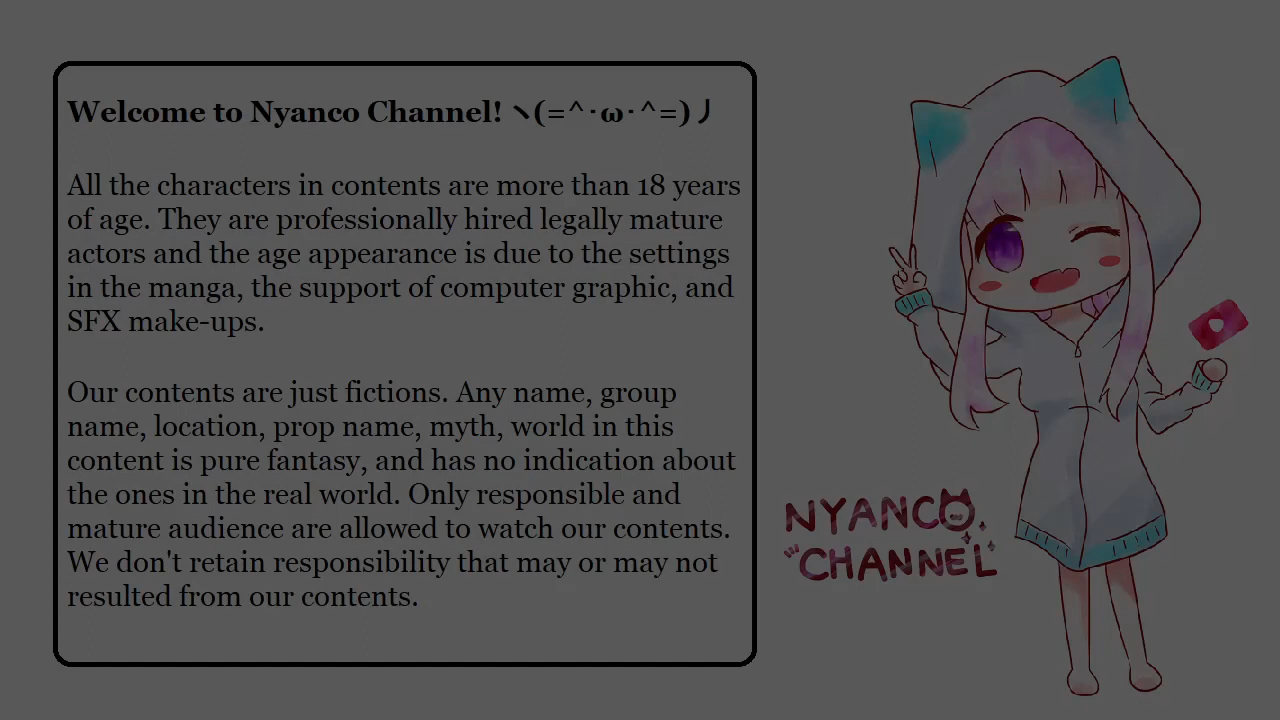 Welcome to Nyanco Channel! ヽ(=^･ω･^=)丿
All the characters in contents are more than 18 years
of age. They are professionally hired legally mature
actors and the age appearance is due to the settings
in the manga, the support of computer graphic, and
SFX make-ups.
Our contents are just fictions. Any name, group
name, location, prop name, myth, world in this
content is pure fantasy, and has no indication about
the ones in the real world. Only responsible and
mature audience are allowed to watch our contents.
We don't retain responsibility that may or may not
resulted from our contents.
NYANCO
CHANNEL